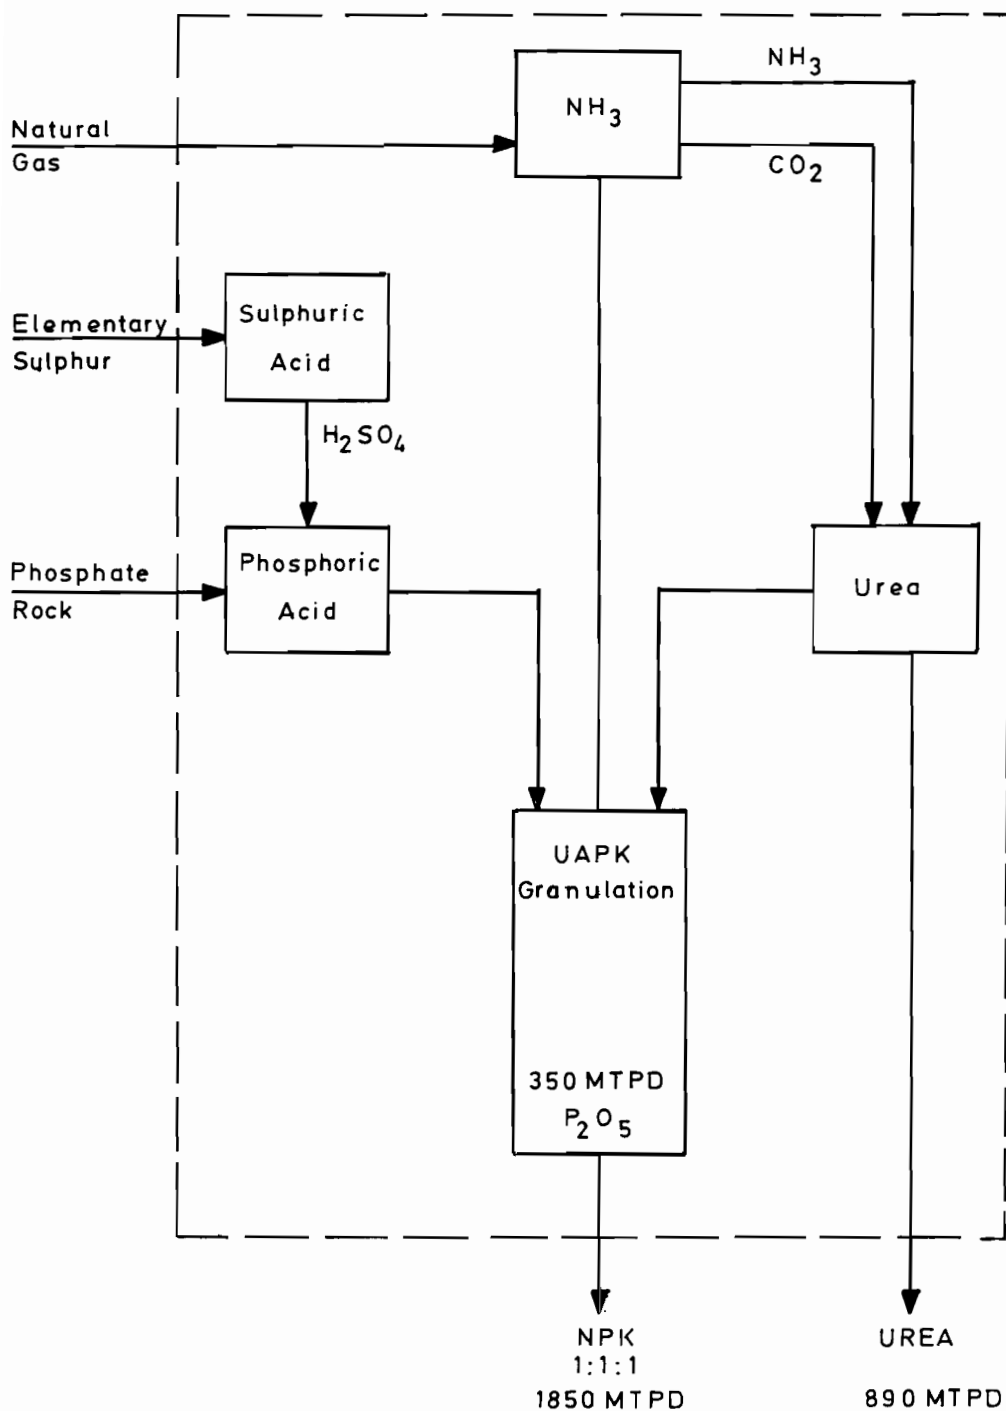 NH3
NH3
CO2
Natural
Gas
Sulphuric
Acid
Elementary
Sulphur
H2SO4
Phosphoric
Acid
Phosphate
Rock
Urea
UAPK
Granulation
350 MTPD
P2O5
NPK
1:1:1
1850 MTPD
UREA
890 MTPD